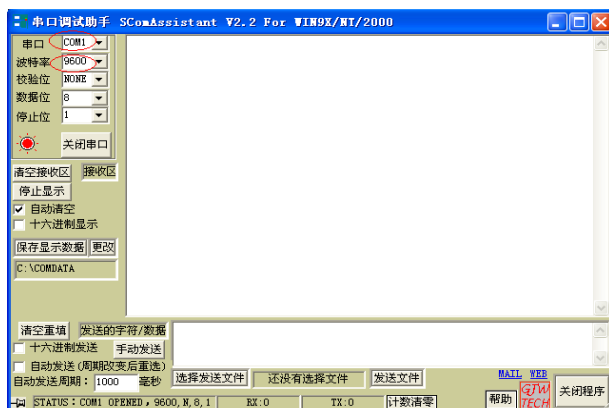 串口调试助手 SComAssistant V2.2 For WIN9X/NT/2000
串口 COM1
波特率 9600
校验位 NONE
数据位 8
停止位 1
关闭串口
清空接收区 接收区
停止显示
自动清空
十六进制显示
保存显示数据 更改
C:\COMDATA
清空重填 发送的字符/数据
十六进制发送 手动发送
自动发送(周期改变后重选)
自动发送周期: 1000 毫秒 选择发送文件 还没有选择文件 发送文件 MAIL WEB
STATUS：COM1 OPENED，9600,N,8,1 RX:0 TX:0 计数清零 帮助 GJW TECH 关闭程序